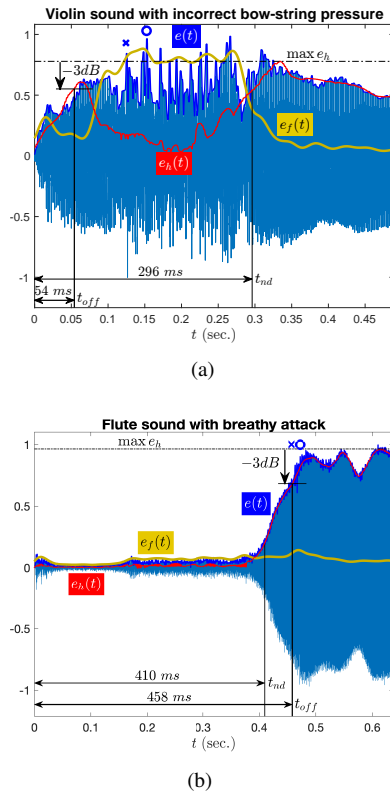 Violin sound with incorrect bow-string pressure
1
e(t)
max e_h
−3dB
0.5
e_f(t)
0
e_h(t)
-0.5
-1
296 ms
t_nd
54 ms
t_off
0 0.05 0.1 0.15 0.2 0.25 0.3 0.35 0.4 0.45
t (sec.)
(a)
Flute sound with breathy attack
1
max e_h
−3dB
e(t)
0.5
e_f(t)
0
e_h(t)
-0.5
410 ms
t_nd
458 ms
t_off
-1
0 0.1 0.2 0.3 0.4 0.5 0.6
t (sec.)
(b)